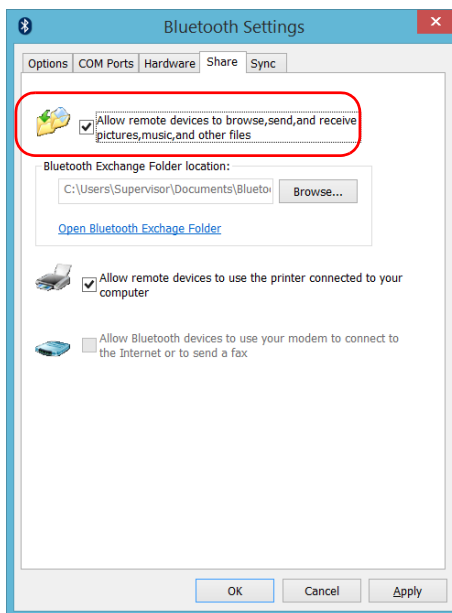 Bluetooth Settings
Options COM Ports Hardware Share Sync
Allow remote devices to browse,send,and receive
pictures,music,and other files
Bluetooth Exchange Folder location:
C:\Users\Supervisor\Documents\Bluetoo
Browse...
Open Bluetooth Exchage Folder
Allow remote devices to use the printer connected to your
computer
Allow Bluetooth devices to use your modem to connect to
the Internet or to send a fax
OK Cancel Apply